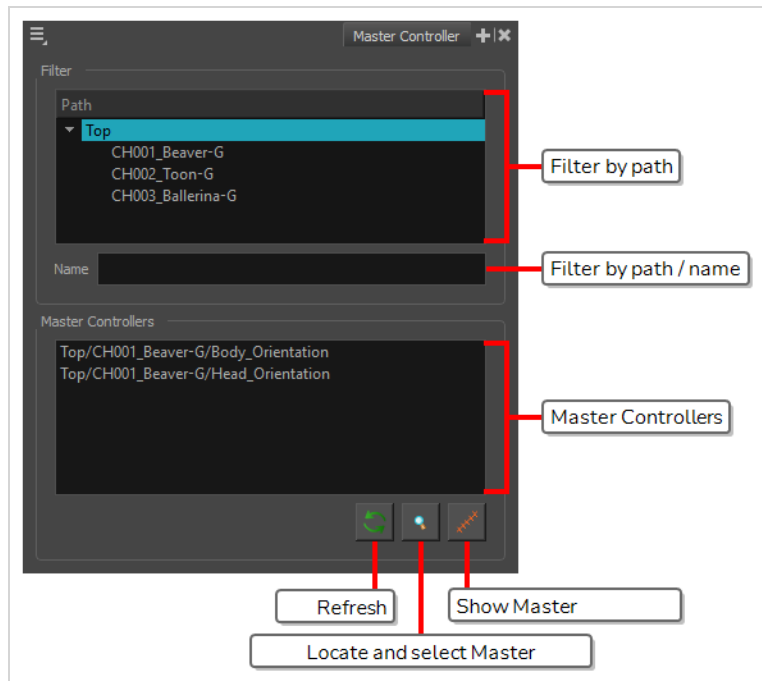 Master Controller
Filter
Path
Top
CH001_Beaver-G
CH002_Toon-G
CH003_Ballerina-G
Filter by path
Name
Filter by path / name
Master Controllers
Top/CH001_Beaver-G/Body_Orientation
Top/CH001_Beaver-G/Head_Orientation
Master Controllers
Refresh
Show Master
Locate and select Master